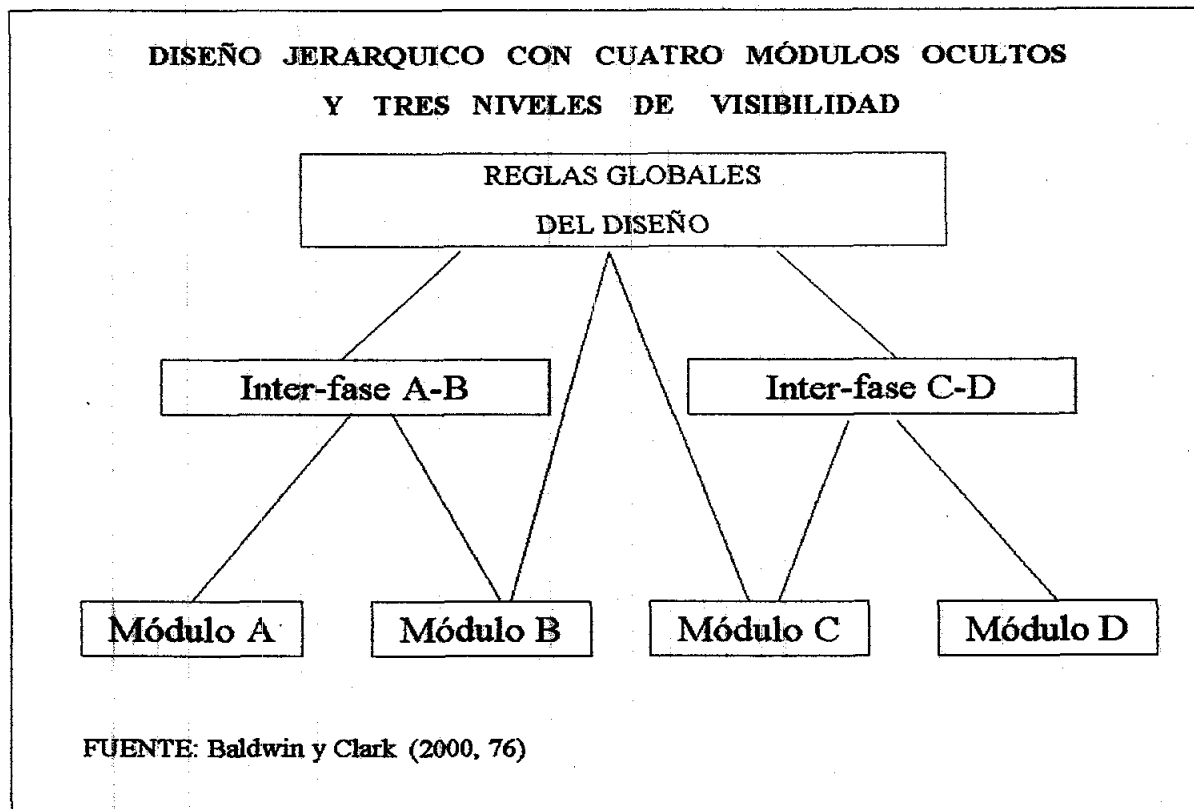 DISEÑO JERARQUICO CON CUATRO MÓDULOS OCULTOS
Y TRES NIVELES DE VISIBILIDAD
REGLAS GLOBALES
DEL DISEÑO
Inter-fase A-B
Inter-fase C-D
Módulo A
Módulo B
Módulo C
Módulo D
FUENTE: Baldwin y Clark (2000, 76)